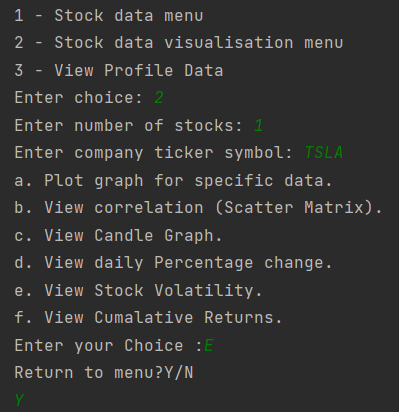 1 - Stock data menu
2 - Stock data visualisation menu
3 - View Profile Data
Enter choice: 2
Enter number of stocks: 1
Enter company ticker symbol: TSLA
a. Plot graph for specific data.
b. View correlation (Scatter Matrix).
c. View Candle Graph.
d. View daily Percentage change.
e. View Stock Volatility.
f. View Cumalative Returns.
Enter your Choice :E
Return to menu?Y/N
Y